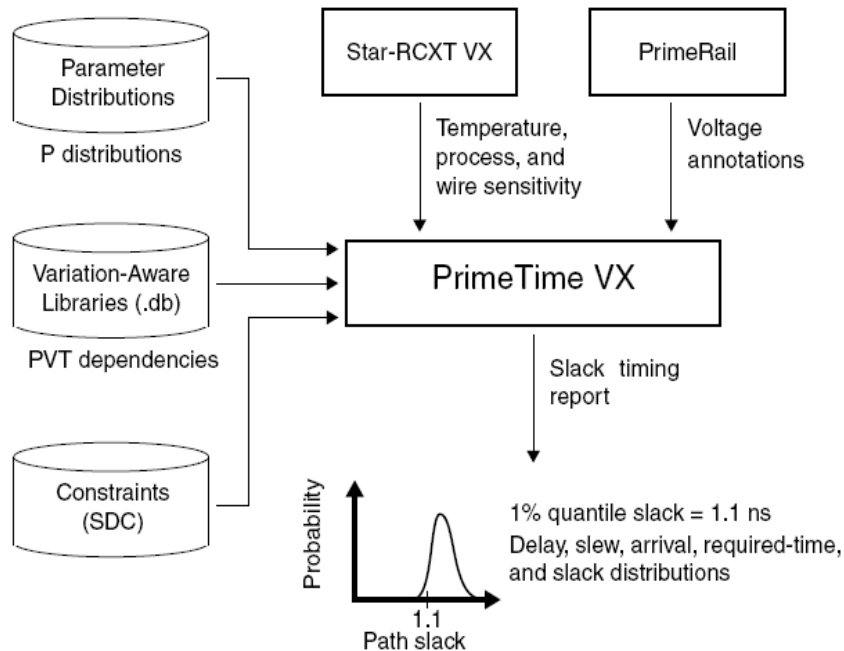 Parameter
Distributions
P distributions
Star-RCXT VX
PrimeRail
Temperature,
process, and
wire sensitivity
Voltage
annotations
Variation-Aware
Libraries (.db)
PVT dependencies
PrimeTime VX
Constraints
(SDC)
Slack timing
report
Probability
1.1
Path slack
1% quantile slack = 1.1 ns
Delay, slew, arrival, required-time,
and slack distributions